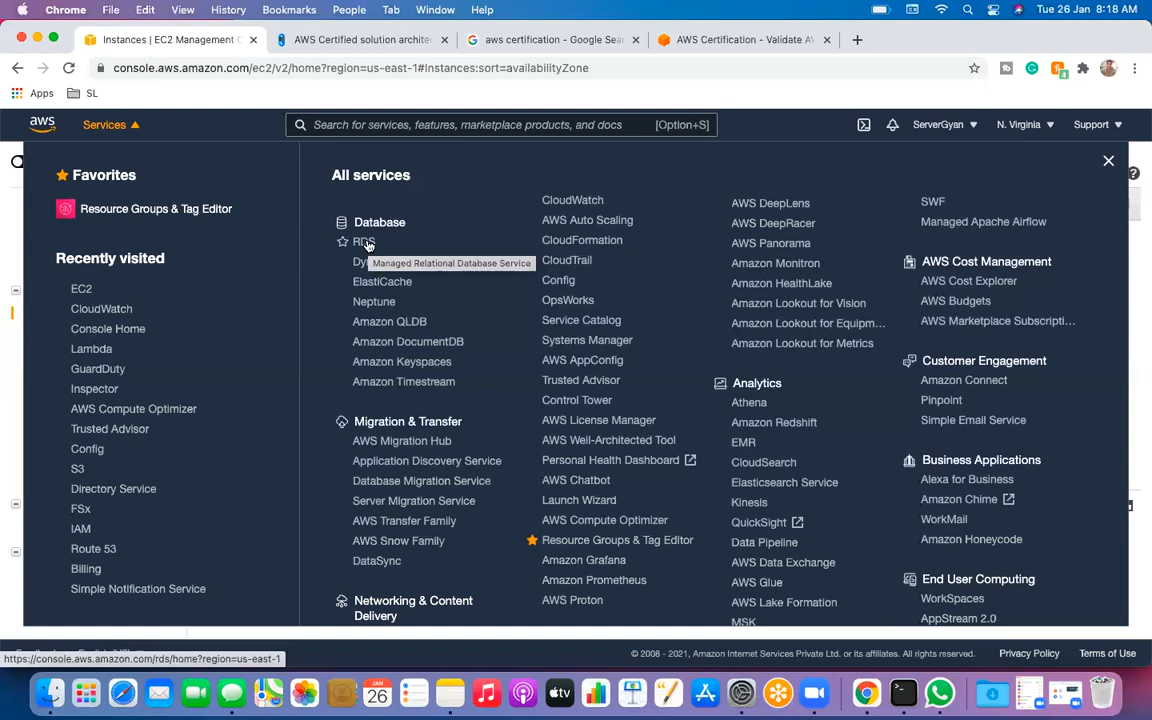 Chrome File Edit View History Bookmarks People Tab Window Help Tue 26 Jan 8:18 AM
Instances | EC2 Management C AWS Certified solution archite aws certification - Google Sea AWS Certification - Validate A
console.aws.amazon.com/ec2/v2/home?region=us-east-1#Instances:sort=availabilityZone
Apps SL
aws Services Search for services, features, marketplace products, and docs [Option+S] ServerGyan N. Virginia Support
Favorites
Resource Groups & Tag Editor
Recently visited
EC2
CloudWatch
Console Home
Lambda
GuardDuty
Inspector
AWS Compute Optimizer
Trusted Advisor
Config
S3
Directory Service
FSx
IAM
Route 53
Billing
Simple Notification Service
All services
Database
RDS
Managed Relational Database Service
ElastiCache
Neptune
Amazon QLDB
Amazon DocumentDB
Amazon Keyspaces
Amazon Timestream
Migration & Transfer
AWS Migration Hub
Application Discovery Service
Database Migration Service
Server Migration Service
AWS Transfer Family
AWS Snow Family
DataSync
Networking & Content
Delivery
CloudWatch
AWS Auto Scaling
CloudFormation
CloudTrail
Config
OpsWorks
Service Catalog
Systems Manager
AWS AppConfig
Trusted Advisor
Control Tower
AWS License Manager
AWS Well-Architected Tool
Personal Health Dashboard
AWS Chatbot
Launch Wizard
AWS Compute Optimizer
Resource Groups & Tag Editor
Amazon Grafana
Amazon Prometheus
AWS Proton
AWS DeepLens
AWS DeepRacer
AWS Panorama
Amazon Monitron
Amazon HealthLake
Amazon Lookout for Vision
Amazon Lookout for Equipm...
Amazon Lookout for Metrics
Analytics
Athena
Amazon Redshift
EMR
CloudSearch
Elasticsearch Service
Kinesis
QuickSight
Data Pipeline
AWS Data Exchange
AWS Glue
AWS Lake Formation
MSK
SWF
Managed Apache Airflow
AWS Cost Management
AWS Cost Explorer
AWS Budgets
AWS Marketplace Subscripti...
Customer Engagement
Amazon Connect
Pinpoint
Simple Email Service
Business Applications
Alexa for Business
Amazon Chime
WorkMail
Amazon Honeycode
End User Computing
WorkSpaces
AppStream 2.0
https://console.aws.amazon.com/rds/home?region=us-east-1
© 2008 - 2021, Amazon Internet Services Private Ltd. or its affiliates. All rights reserved. Privacy Policy Terms of Use
JAN
26